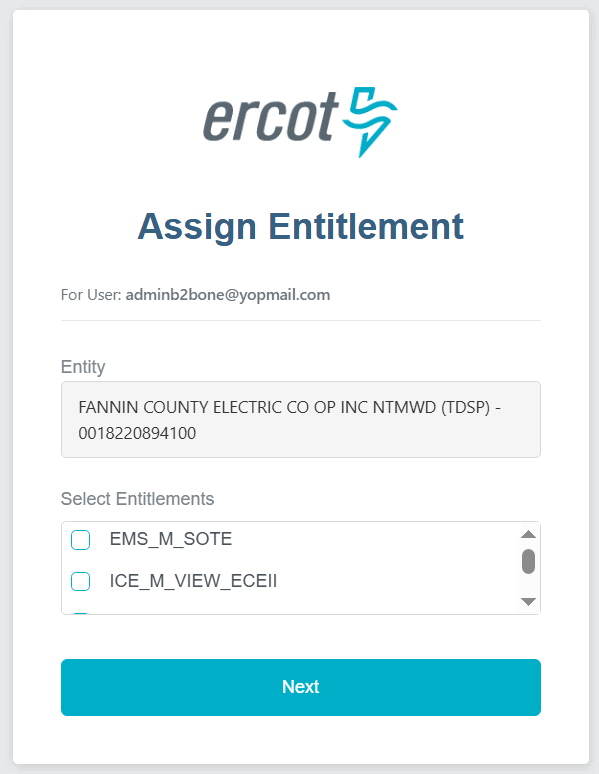 ercot
Assign Entitlement
For User: adminb2bone@yopmail.com
Entity
FANNIN COUNTY ELECTRIC CO OP INC NTMWD (TDSP) -
0018220894100
Select Entitlements
EMS_M_SOTE
ICE_M_VIEW_ECEII
Next